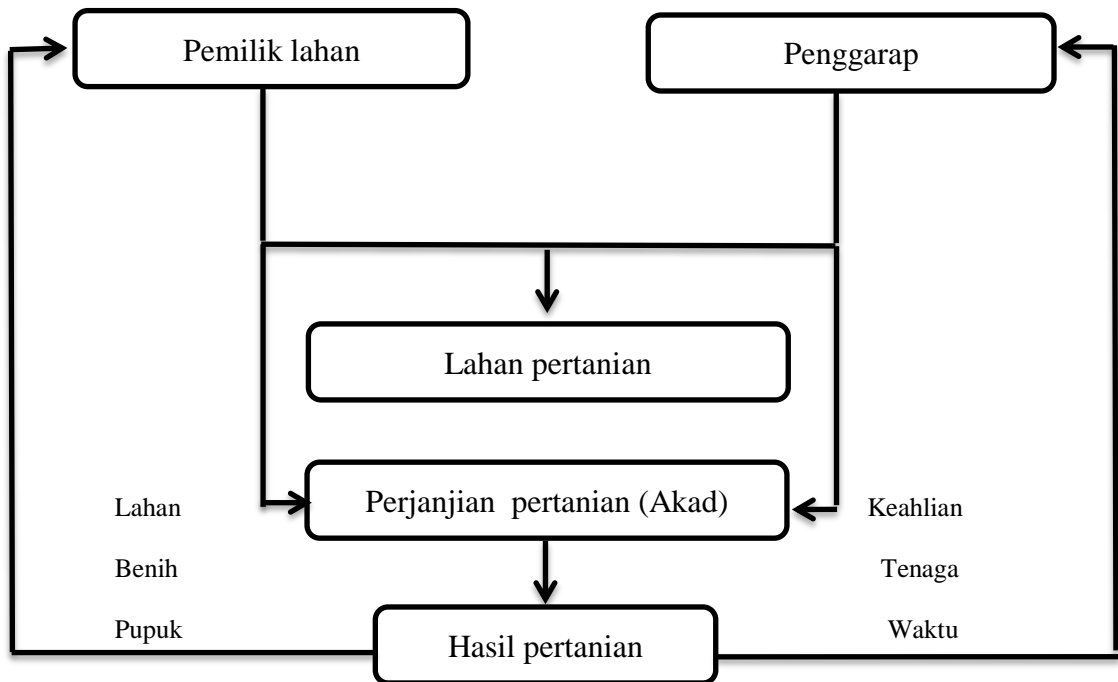 Pemilik lahan
Penggarap
Lahan pertanian
Perjanjian pertanian (Akad)
Lahan
Keahlian
Benih
Tenaga
Pupuk
Waktu
Hasil pertanian